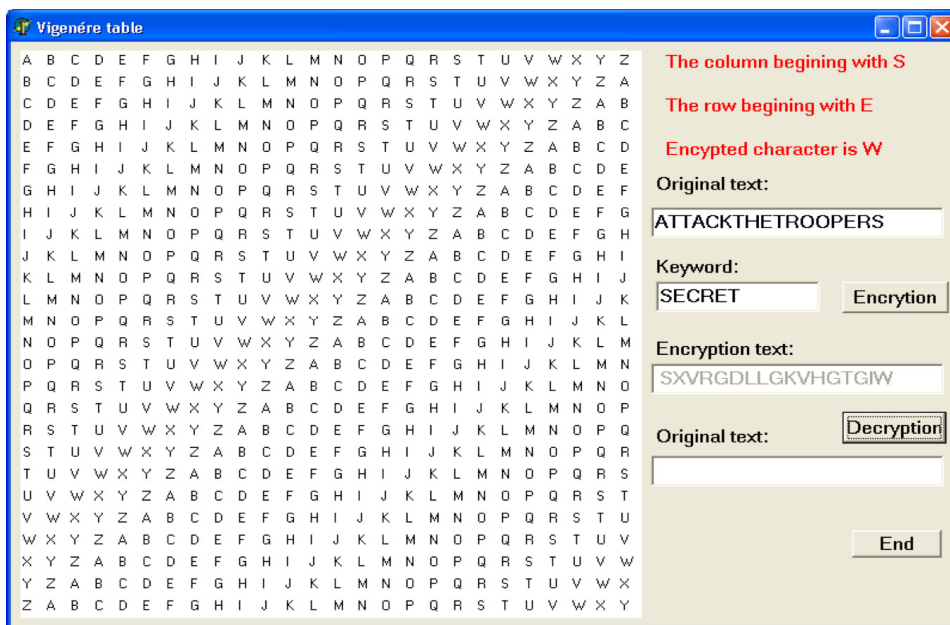 Vigenére table
A B C D E F G H I J K L M N O P Q R S T U V W X Y Z
B C D E F G H I J K L M N O P Q R S T U V W X Y Z A
C D E F G H I J K L M N O P Q R S T U V W X Y Z A B
D E F G H I J K L M N O P Q R S T U V W X Y Z A B C
E F G H I J K L M N O P Q R S T U V W X Y Z A B C D
F G H I J K L M N O P Q R S T U V W X Y Z A B C D E
G H I J K L M N O P Q R S T U V W X Y Z A B C D E F
H I J K L M N O P Q R S T U V W X Y Z A B C D E F G
I J K L M N O P Q R S T U V W X Y Z A B C D E F G H
J K L M N O P Q R S T U V W X Y Z A B C D E F G H I
K L M N O P Q R S T U V W X Y Z A B C D E F G H I J
L M N O P Q R S T U V W X Y Z A B C D E F G H I J K
M N O P Q R S T U V W X Y Z A B C D E F G H I J K L
N O P Q R S T U V W X Y Z A B C D E F G H I J K L M
O P Q R S T U V W X Y Z A B C D E F G H I J K L M N
P Q R S T U V W X Y Z A B C D E F G H I J K L M N O
Q R S T U V W X Y Z A B C D E F G H I J K L M N O P
R S T U V W X Y Z A B C D E F G H I J K L M N O P Q
S T U V W X Y Z A B C D E F G H I J K L M N O P Q R
T U V W X Y Z A B C D E F G H I J K L M N O P Q R S
U V W X Y Z A B C D E F G H I J K L M N O P Q R S T
V W X Y Z A B C D E F G H I J K L M N O P Q R S T U
W X Y Z A B C D E F G H I J K L M N O P Q R S T U V
X Y Z A B C D E F G H I J K L M N O P Q R S T U V W
Y Z A B C D E F G H I J K L M N O P Q R S T U V W X
Z A B C D E F G H I J K L M N O P Q R S T U V W X Y
The column begining with S
The row begining with E
Encypted character is W
Original text:
ATTACKTHETROOPERS
Keyword:
SECRET
Encrytion
Encryption text:
SXVRGDLLGKVHGTGIW
Decryption
Original text:
End